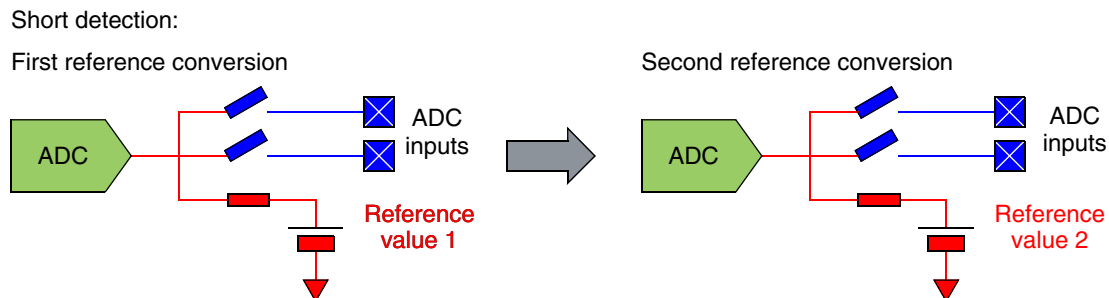 Short detection:
First reference conversion
ADC
ADC
inputs
Reference
value 1
Second reference conversion
ADC
ADC
inputs
Reference
value 2